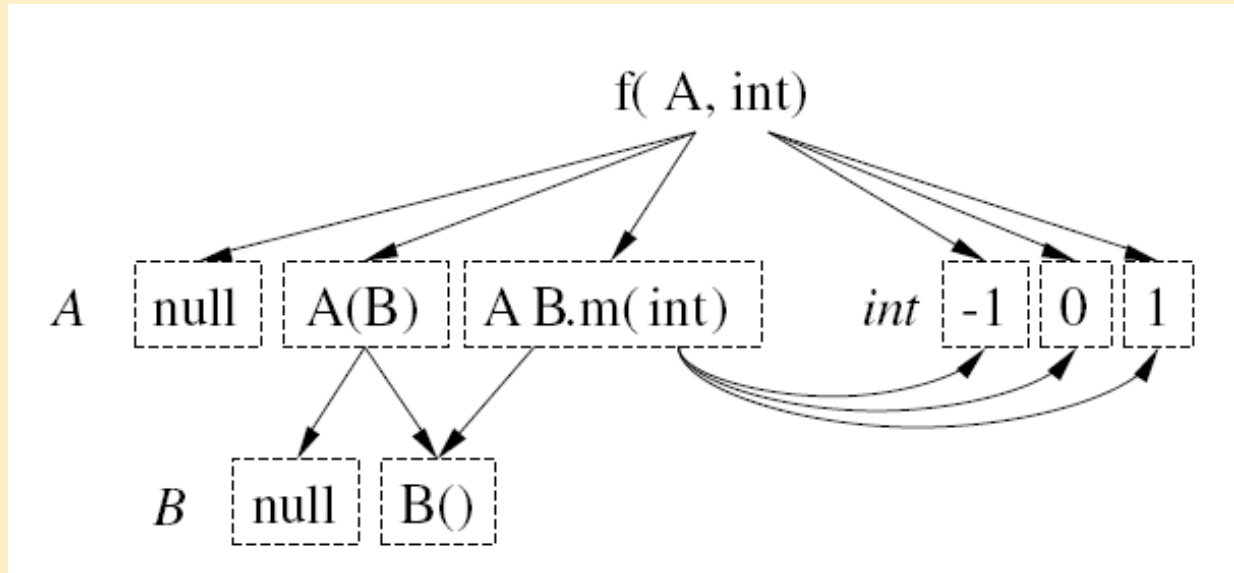 f( A, int)
A null A(B) A B.m( int) int -1 0 1
B null B()